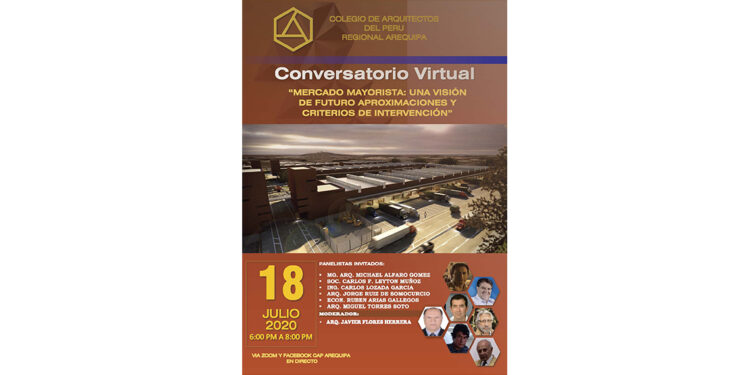 COLEGIO DE ARQUITECTOS
DEL PERU
REGIONAL AREQUIPA
Conversatorio Virtual
“MERCADO MAYORISTA: UNA VISIÓN
DE FUTURO APROXIMACIONES Y
CRITERIOS DE INTERVENCIÓN”
18
JULIO
2020
6:00 PM A 8:00 PM
PANELISTAS INVITADOS:
• MG. ARQ. MICHAEL ALFARO GOMEZ
• SOC. CARLOS F. LEYTON MUÑOZ
• ING. CARLOS LOZADA GARCIA
• ARQ. JORGE RUIZ DE SOMOCURCIO
• ECON. RUBEN ARIAS GALLEGOS
• ARQ. MIGUEL TORRES SOTO
MODERADOR:
• ARQ. JAVIER FLORES HERRERA
VIA ZOOM Y FACEBOOK CAP AREQUIPA
EN DIRECTO